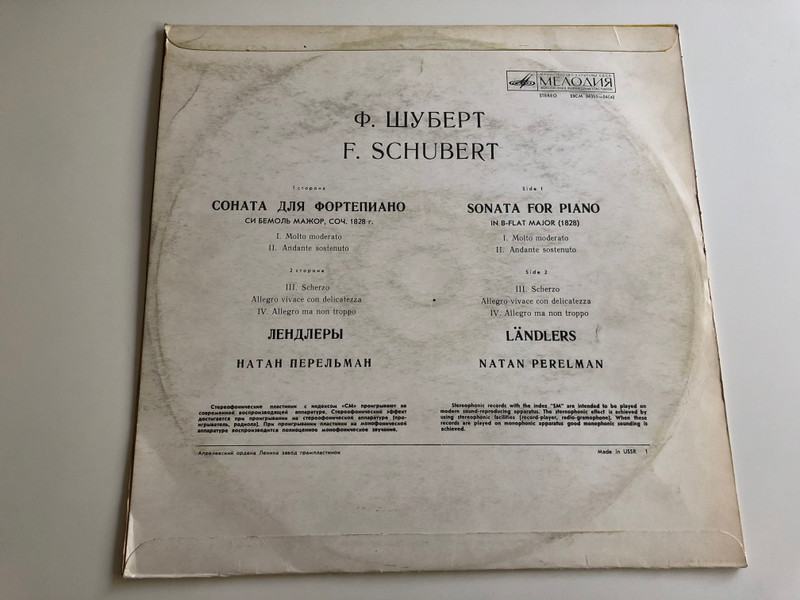 МЕЛОДИЯ
STEREO
Ф. ШУБЕРТ
F. SCHUBERT
1 сторона
СОНАТА ДЛЯ ФОРТЕПИАНО
СИ БЕМОЛЬ МАЖОР, СОЧ. 1828 г.
I. Molto moderato
II. Andante sostenuto
2 сторона
III. Scherzo
Allegro vivace con delicatezza
IV. Allegro ma non troppo
ЛЕНДЛЕРЫ
НАТАН ПЕРЕЛЬМАН
Side 1
SONATA FOR PIANO
IN B-FLAT MAJOR (1828)
I. Molto moderato
II. Andante sostenuto
Side 2
III. Scherzo
Allegro vivace con delicatezza
IV. Allegro ma non troppo
LÄNDLERS
NATAN PERELMAN
Стереофонические пластинки с индексом «СМ» проигрывают на
современной воспроизводящей аппаратуре. Стереофонический эффект
достигается при проигрывании на стереофонической аппаратуре (про-
игрыватель, радиола). При проигрывании пластинки на монофонической
аппаратуре воспроизводится полноценное монофоническое звучание.
Stereophonic records with the index "SM" are intended to be played on
modern sound-reproducing apparatus. The stereophonic effect is achieved by
using stereophonic facilities (record-player, radio-gramophone). When these
records are played on monophonic apparatus good monophonic sounding is
achieved.
Апрелевский ордена Ленина завод грампластинок
Made in USSR 1